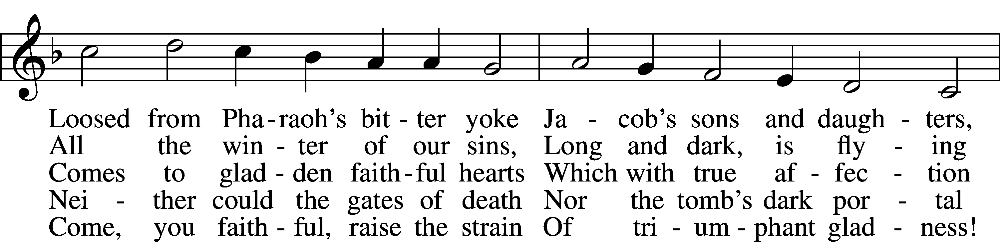 Loosed from Pha - raoh's bit - ter yoke Ja - cob's sons and daugh - ters,
All the win - ter of our sins, Long and dark, is fly - ing
Comes to glad - den faith - ful hearts Which with true af - fec - tion
Nei - ther could the gates of death Nor the tomb's dark por - tal
Come, you faith - ful, raise the strain Of tri - um - phant glad - ness!